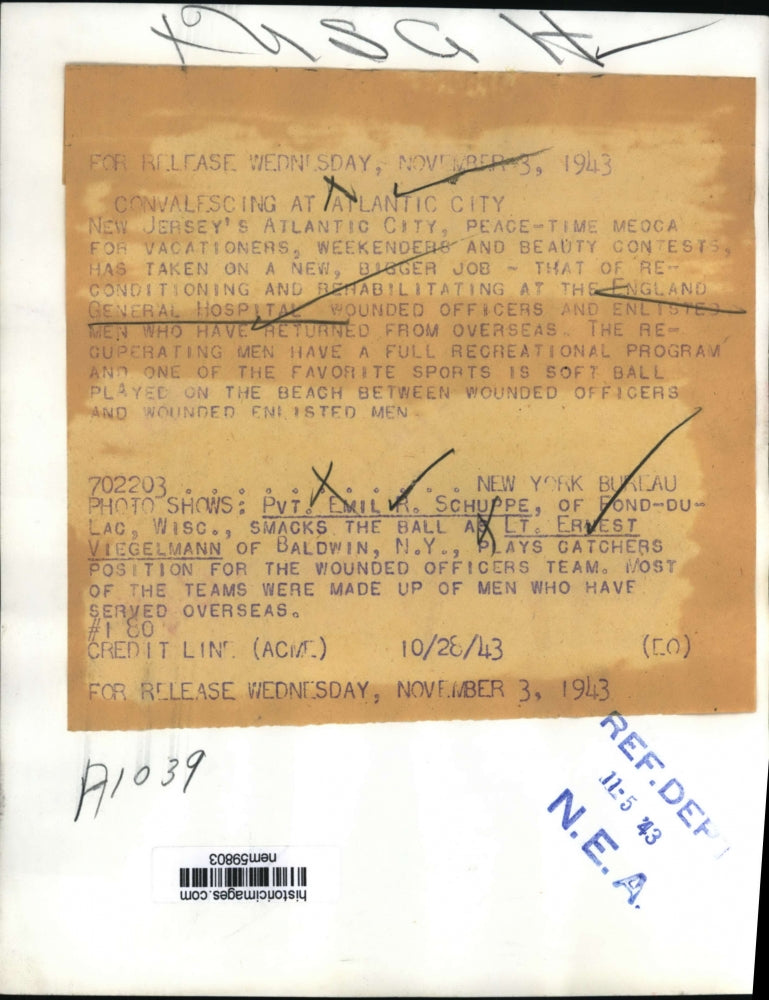 USG
FOR RELEASE WEDNESDAY, NOVEMBER 3, 1943
CONVALESCING AT ATLANTIC CITY
NEW JERSEY'S ATLANTIC CITY, PEACE-TIME MECCA
FOR VACATIONERS, WEEKENDERS AND BEAUTY CONTESTS,
HAS TAKEN ON A NEW, BIGGER JOB - THAT OF RE-
CONDITIONING AND REHABILITATING AT THE ENGLAND
GENERAL HOSPITAL WOUNDED OFFICERS AND ENLISTED
MEN WHO HAVE RETURNED FROM OVERSEAS. THE RE-
CUPERATING MEN HAVE A FULL RECREATIONAL PROGRAM
AND ONE OF THE FAVORITE SPORTS IS SOFT BALL
PLAYED ON THE BEACH BETWEEN WOUNDED OFFICERS
AND WOUNDED ENLISTED MEN.
702203 . . . . . . . . . . . NEW YORK BUREAU
PHOTO SHOWS: PVT. EMIL R. SCHUPPE, OF FOND-DU-
LAC, WISC., SMACKS THE BALL AS LT. ERNEST
VIEGELMANN OF BALDWIN, N.Y., PLAYS CATCHERS
POSITION FOR THE WOUNDED OFFICERS TEAM. MOST
OF THE TEAMS WERE MADE UP OF MEN WHO HAVE
SERVED OVERSEAS.
#1 80
CREDIT LINE (ACME) 10/28/43 (EO)
FOR RELEASE WEDNESDAY, NOVEMBER 3, 1943
A1039
REF. DEPT
11-5 '43
N.E.A.
historicimages.com
nem59803